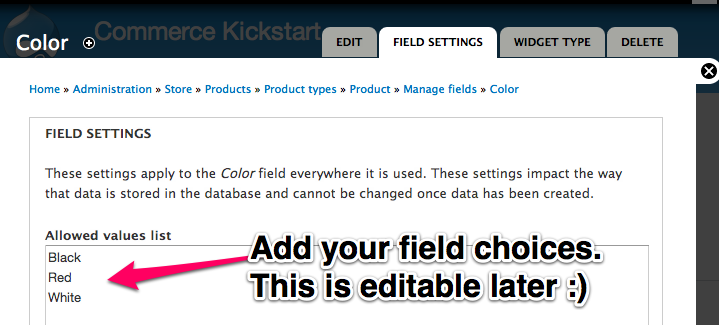 Commerce Kickstart
Color
EDIT
FIELD SETTINGS
WIDGET TYPE
DELETE
Home » Administration » Store » Products » Product types » Product » Manage fields » Color
FIELD SETTINGS
These settings apply to the Color field everywhere it is used. These settings impact the way
that data is stored in the database and cannot be changed once data has been created.
Allowed values list
Black
Red
White
Add your field choices.
This is editable later :)